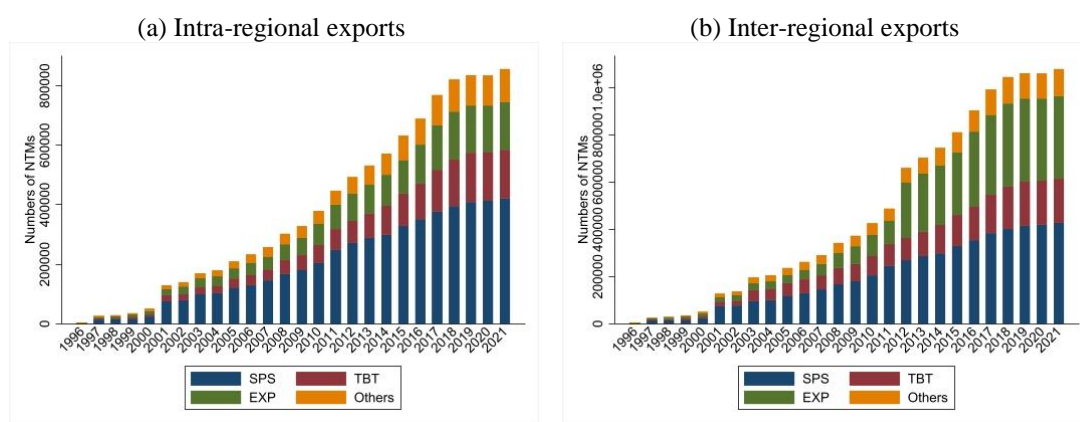 (a) Intra-regional exports
(b) Inter-regional exports
Numbers of NTMs
0 200000 400000 600000 800000
1996 1997 1998 1999 2000 2001 2002 2003 2004 2005 2006 2007 2008 2009 2010 2011 2012 2013 2014 2015 2016 2017 2018 2019 2020 2021
SPS TBT
EXP Others
Numbers of NTMs
0 200000 400000 600000 800000 1.0e+06
1996 1997 1998 1999 2000 2001 2002 2003 2004 2005 2006 2007 2008 2009 2010 2011 2012 2013 2014 2015 2016 2017 2018 2019 2020 2021
SPS TBT
EXP Others